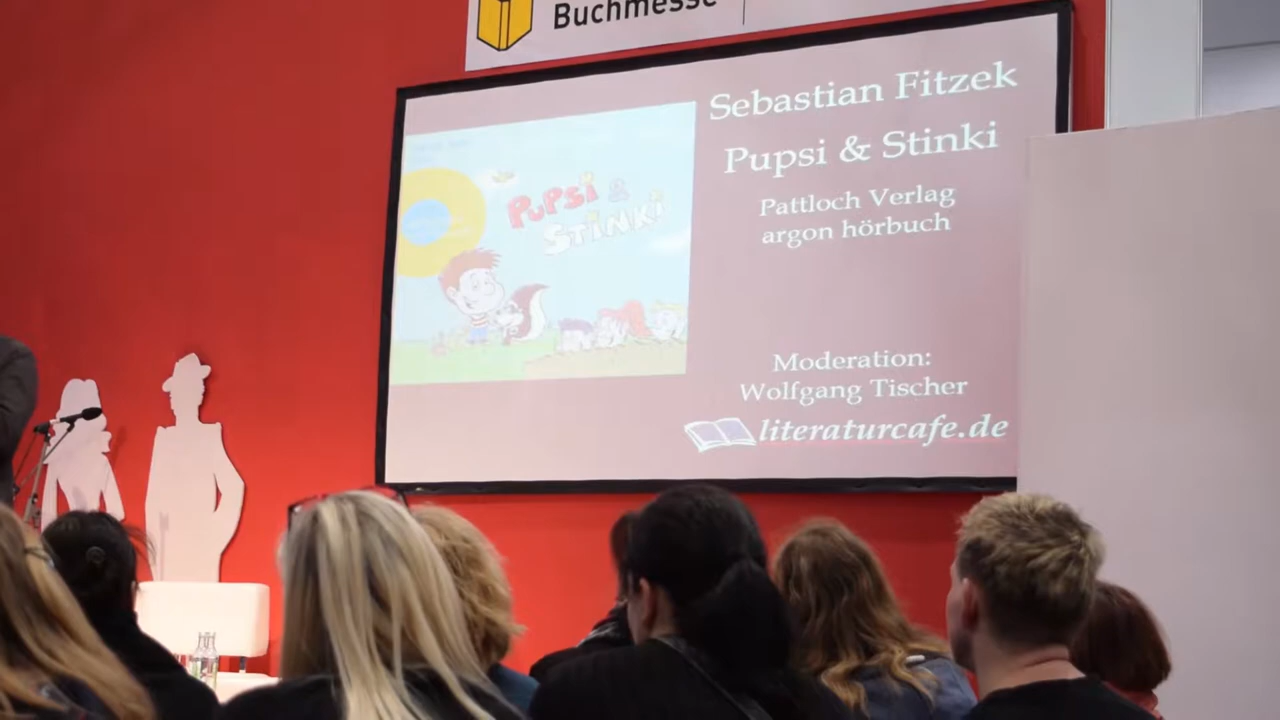 Buchmesse
Sebastian Fitzek
Pupsi & Stinki
Pattloch Verlag
argon hörbuch
PUPSI &
STINKI
Moderation:
Wolfgang Tischer
literaturcafe.de